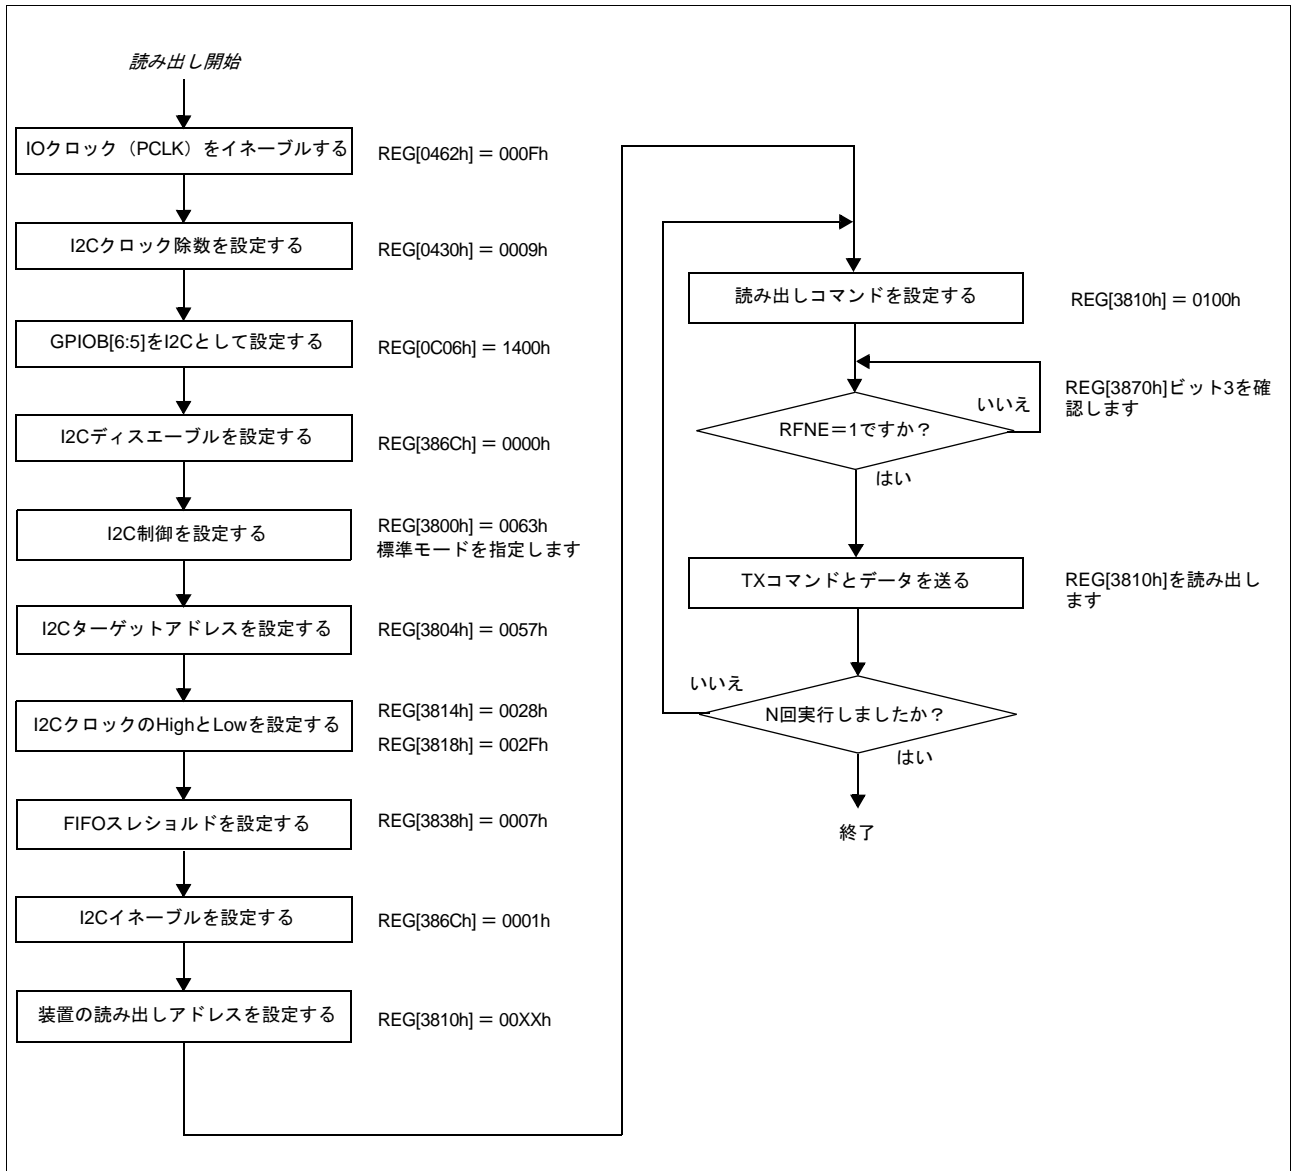 読み出し開始
IOクロック（PCLK）をイネーブルする
REG[0462h] ＝ 000Fh
I2Cクロック除数を設定する
REG[0430h] ＝ 0009h
GPIOB[6:5]をI2Cとして設定する
REG[0C06h] ＝ 1400h
I2Cディスエーブルを設定する
REG[386Ch] ＝ 0000h
I2C制御を設定する
REG[3800h] ＝ 0063h
標準モードを指定します
I2Cターゲットアドレスを設定する
REG[3804h] ＝ 0057h
I2CクロックのHighとLowを設定する
REG[3814h] ＝ 0028h
REG[3818h] ＝ 002Fh
FIFOスレショルドを設定する
REG[3838h] ＝ 0007h
I2Cイネーブルを設定する
REG[386Ch] ＝ 0001h
装置の読み出しアドレスを設定する
REG[3810h] ＝ 00XXh
読み出しコマンドを設定する
REG[3810h] ＝ 0100h
RFNE＝1ですか？
いいえ
REG[3870h]ビット3を確
認します
はい
TXコマンドとデータを送る
REG[3810h]を読み出し
ます
いいえ
N回実行しましたか？
はい
終了